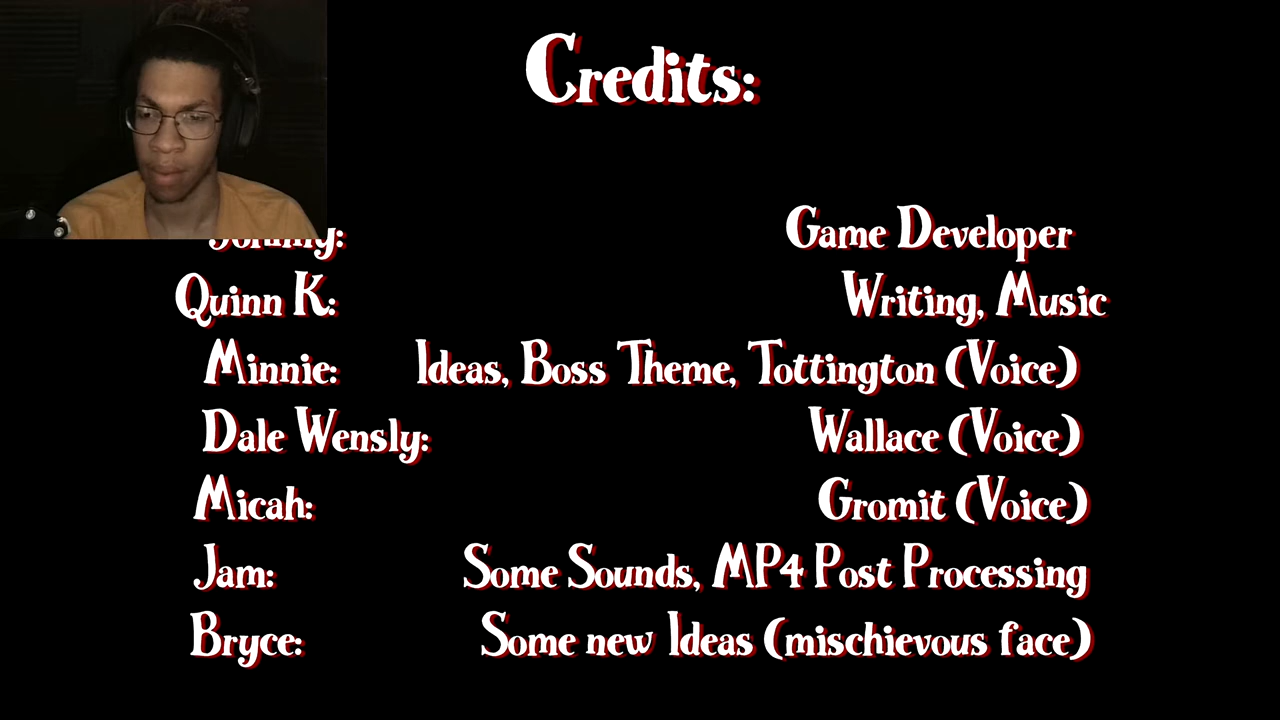 Credits:
Game Developer
Quinn K: Writing, Music
Minnie: Ideas, Boss Theme, Tottington (Voice)
Dale Wensly: Wallace (Voice)
Micah: Gromit (Voice)
Jam: Some Sounds, MP4 Post Processing
Bryce: Some new Ideas (mischievous face)